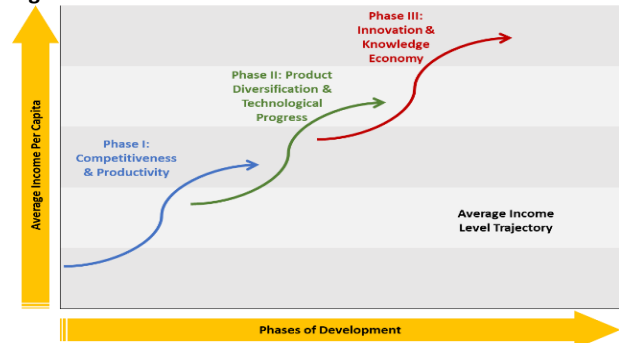 Phase III:
Innovation &
Knowledge
Economy
Phase II: Product
Diversification &
Technological
Progress
Phase I:
Competitiveness
& Productivity
Average Income Per Capita
Average Income
Level Trajectory
Phases of Development